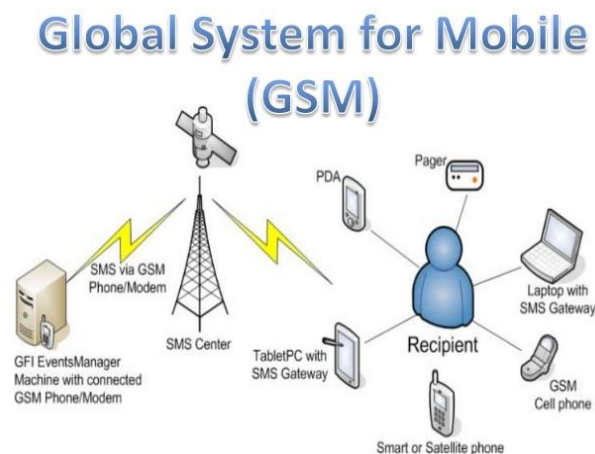 Global System for Mobile
(GSM)
PDA
Pager
SMS via GSM
Phone/Modem
Laptop with
SMS Gateway
SMS Center
TabletPC with
SMS Gateway
Recipient
GFI EventsManager
Machine with connected
GSM Phone/Modem
GSM
Cell phone
Smart or Satellite phone